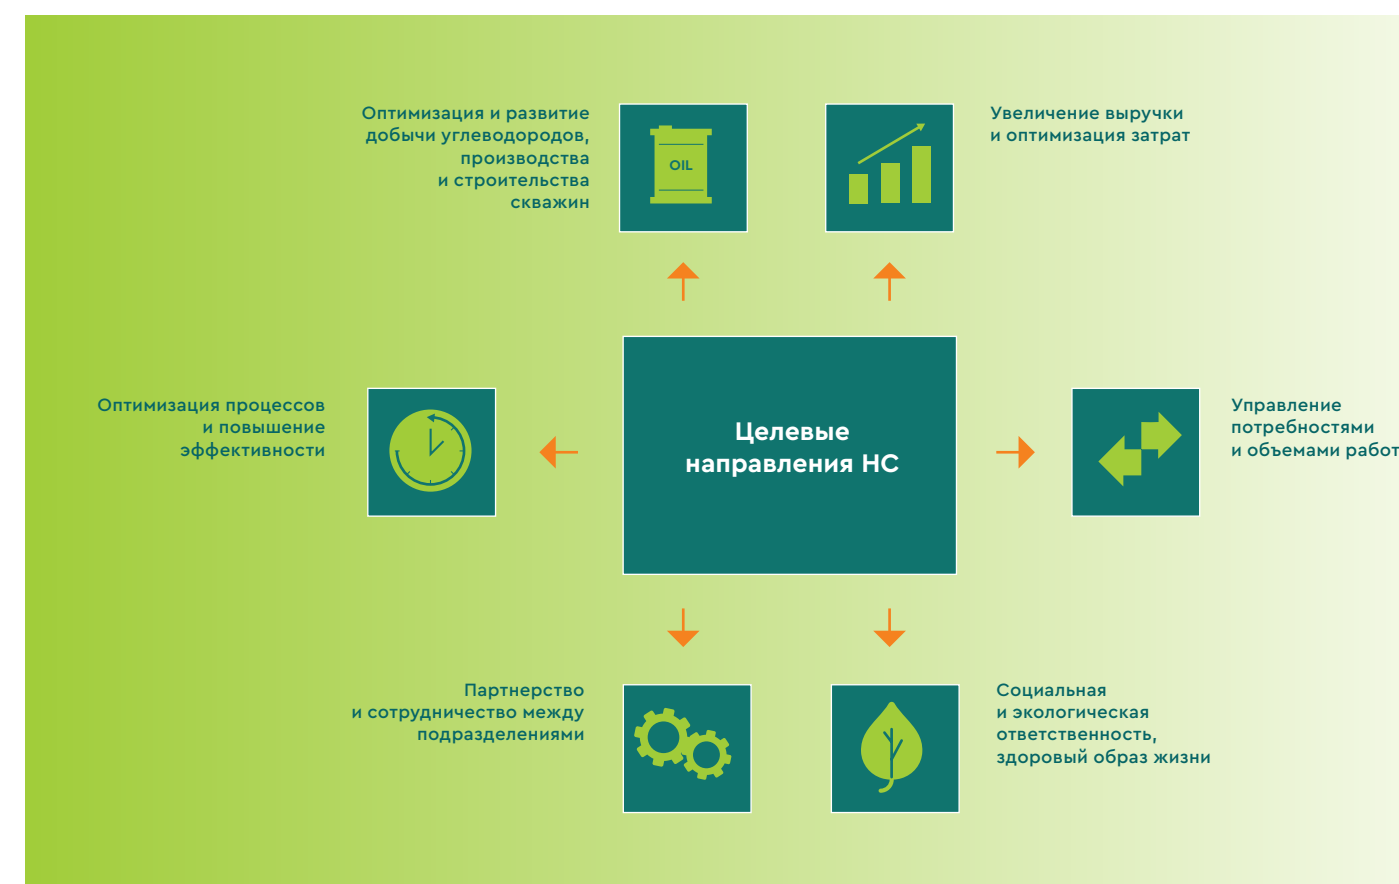 Оптимизация и развитие
добычи углеводородов,
производства
и строительства
скважин
OIL
Увеличение выручки
и оптимизация затрат
Оптимизация процессов
и повышение
эффективности
Целевые
направления НС
Управление
потребностями
и объемами работ
Партнерство
и сотрудничество между
подразделениями
Социальная
и экологическая
ответственность,
здоровый образ жизни